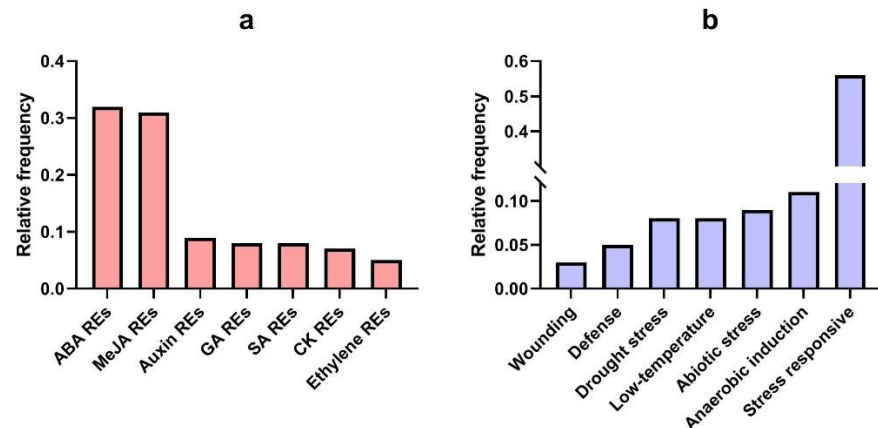 a
Relative frequency
0.4
0.3
0.2
0.1
0.0
ABA REs
MeJA REs
Auxin REs
GA REs
SA REs
CK REs
Ethylene REs
b
Relative frequency
0.6
0.5
0.4
0.10
0.05
0.00
Wounding
Defense
Drought stress
Low-temperature
Abiotic stress
Anaerobic induction
Stress responsive